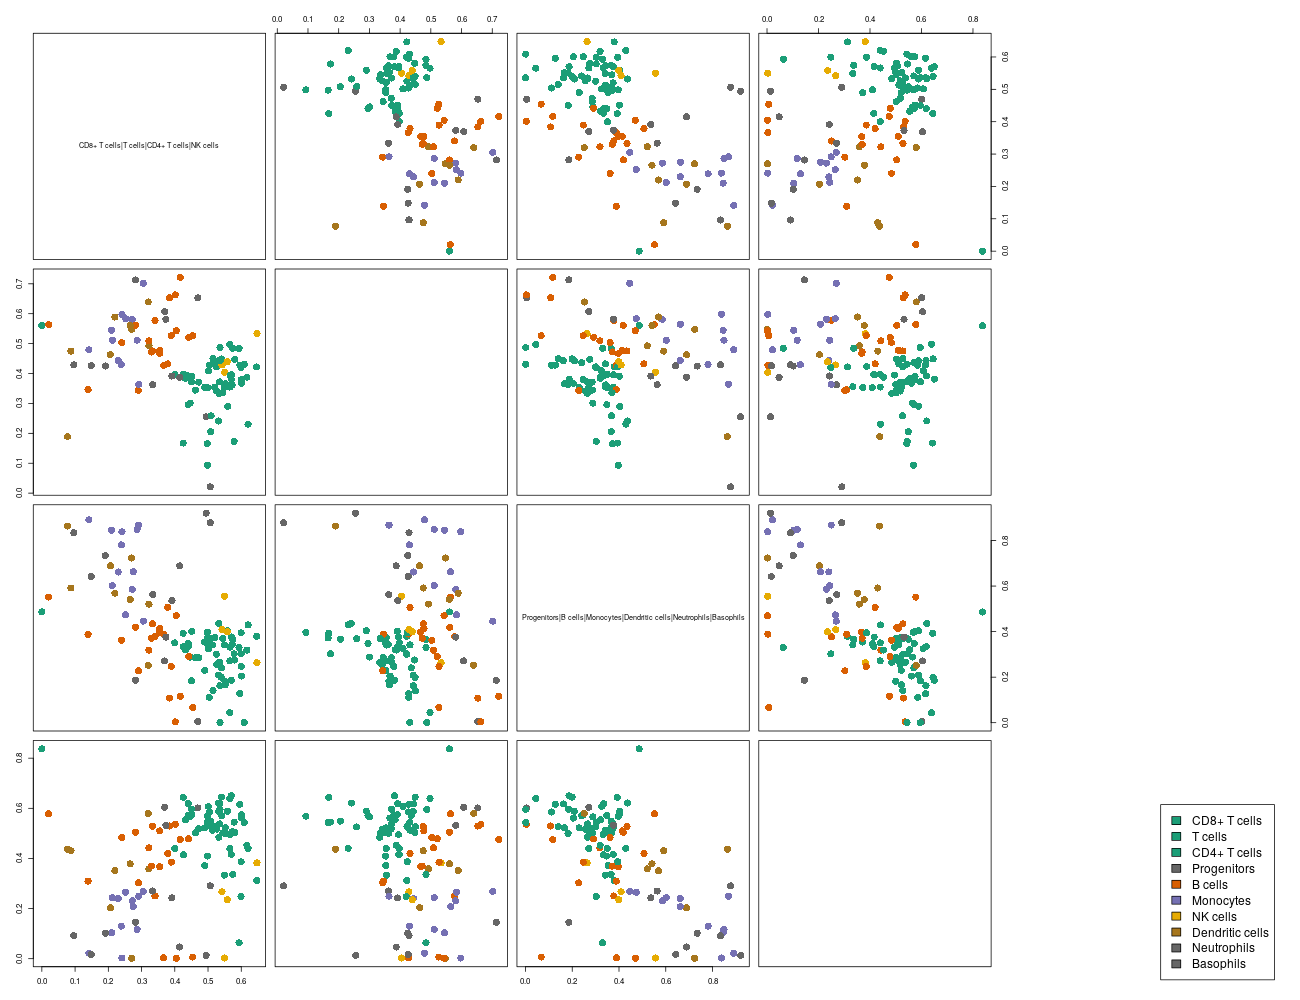 0.0 0.1 0.2 0.3 0.4 0.5 0.6 0.7
0.0 0.2 0.4 0.6 0.8
CD8+ T cells|T cells|CD4+ T cells|NK cells
0.0 0.1 0.2 0.3 0.4 0.5 0.6
0.0 0.1 0.2 0.3 0.4 0.5 0.6 0.7
Progenitors|B cells|Monocytes|Dendritic cells|Neutrophils|Basophils
0.0 0.2 0.4 0.6 0.8
0.0 0.2 0.4 0.6 0.8
0.0 0.1 0.2 0.3 0.4 0.5 0.6
0.0 0.2 0.4 0.6 0.8
CD8+ T cells
T cells
CD4+ T cells
Progenitors
B cells
Monocytes
NK cells
Dendritic cells
Neutrophils
Basophils